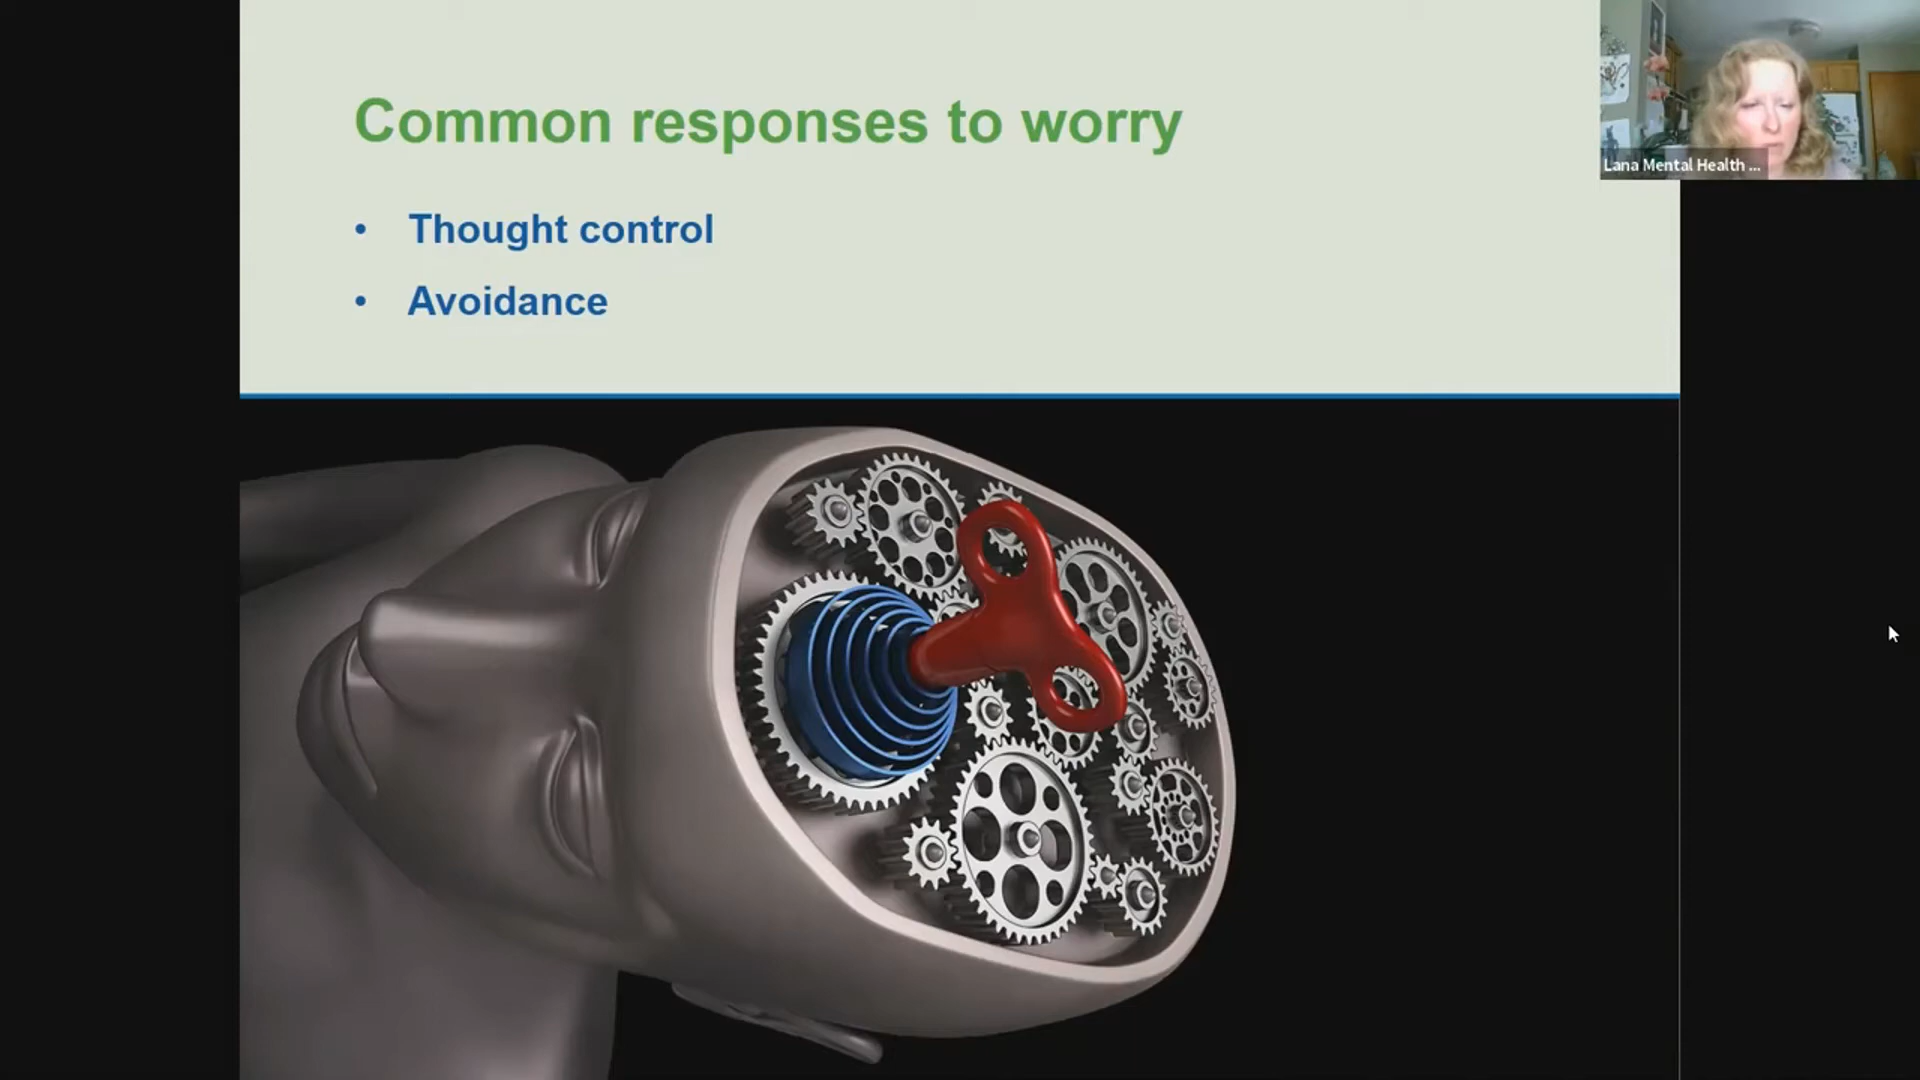 Common responses to worry
• Thought control
• Avoidance
Lana Mental Health ...